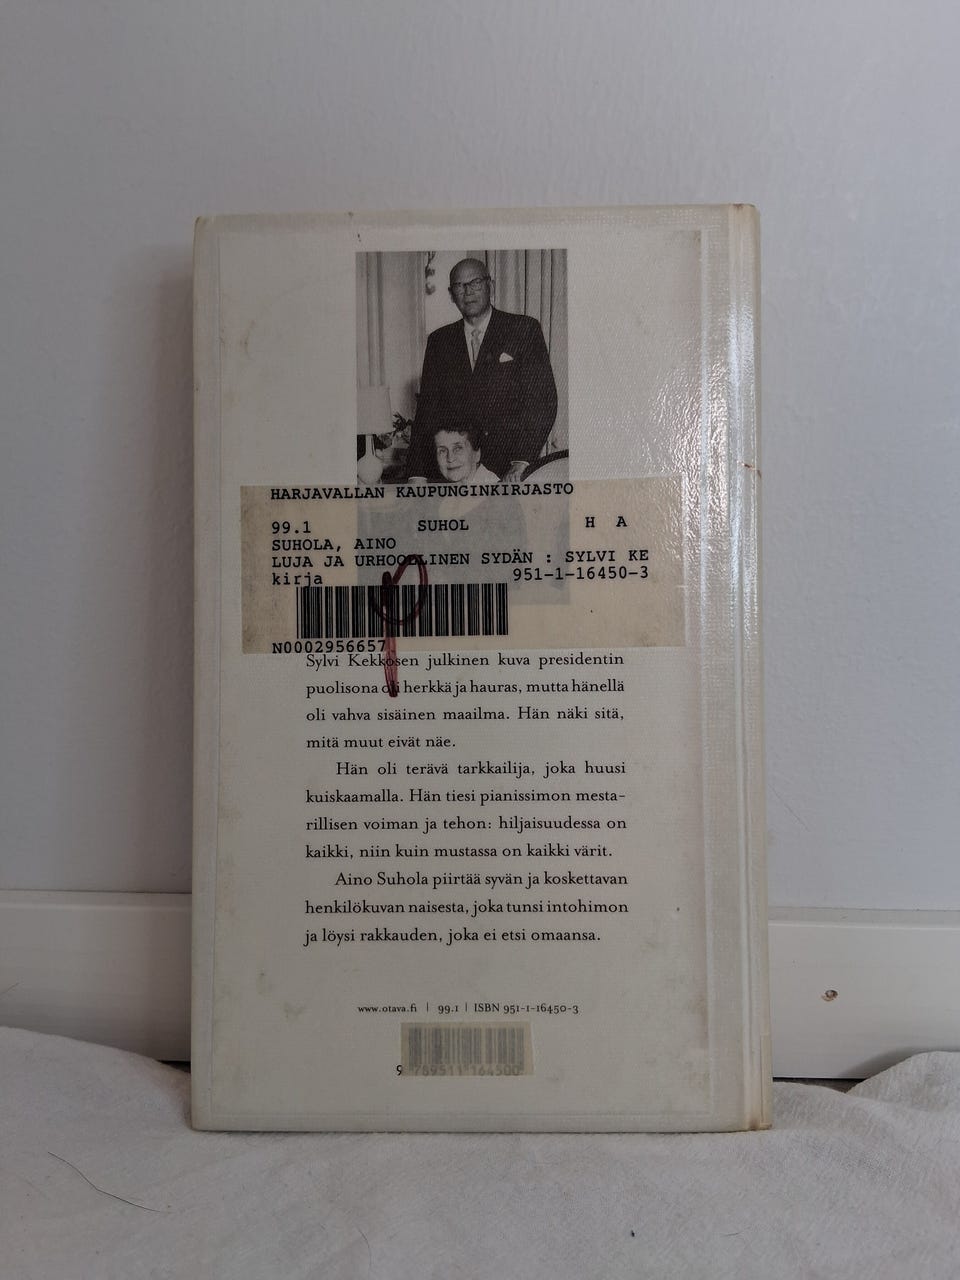 HARJAVALLAN KAUPUNGINKIRJASTO
99.1 SUHOL H A
SUHOLA, AINO
LUJA JA URHOOLLINEN SYDÄN : SYLVI KE
kirja 951-1-16450-3
N0002956657
Sylvi Kekkosen julkinen kuva presidentin
puolisona oli herkkä ja hauras, mutta hänellä
oli vahva sisäinen maailma. Hän näki sitä,
mitä muut eivät näe.
Hän oli terävä tarkkailija, joka huusi
kuiskaamalla. Hän tiesi pianissimon mesta-
rillisen voiman ja tehon: hiljaisuudessa on
kaikki, niin kuin mustassa on kaikki värit.
Aino Suhola piirtää syvän ja koskettavan
henkilökuvan naisesta, joka tunsi intohimon
ja löysi rakkauden, joka ei etsi omaansa.
www.otava.fi | 99.1 | ISBN 951-1-16450-3
9 789511 164500